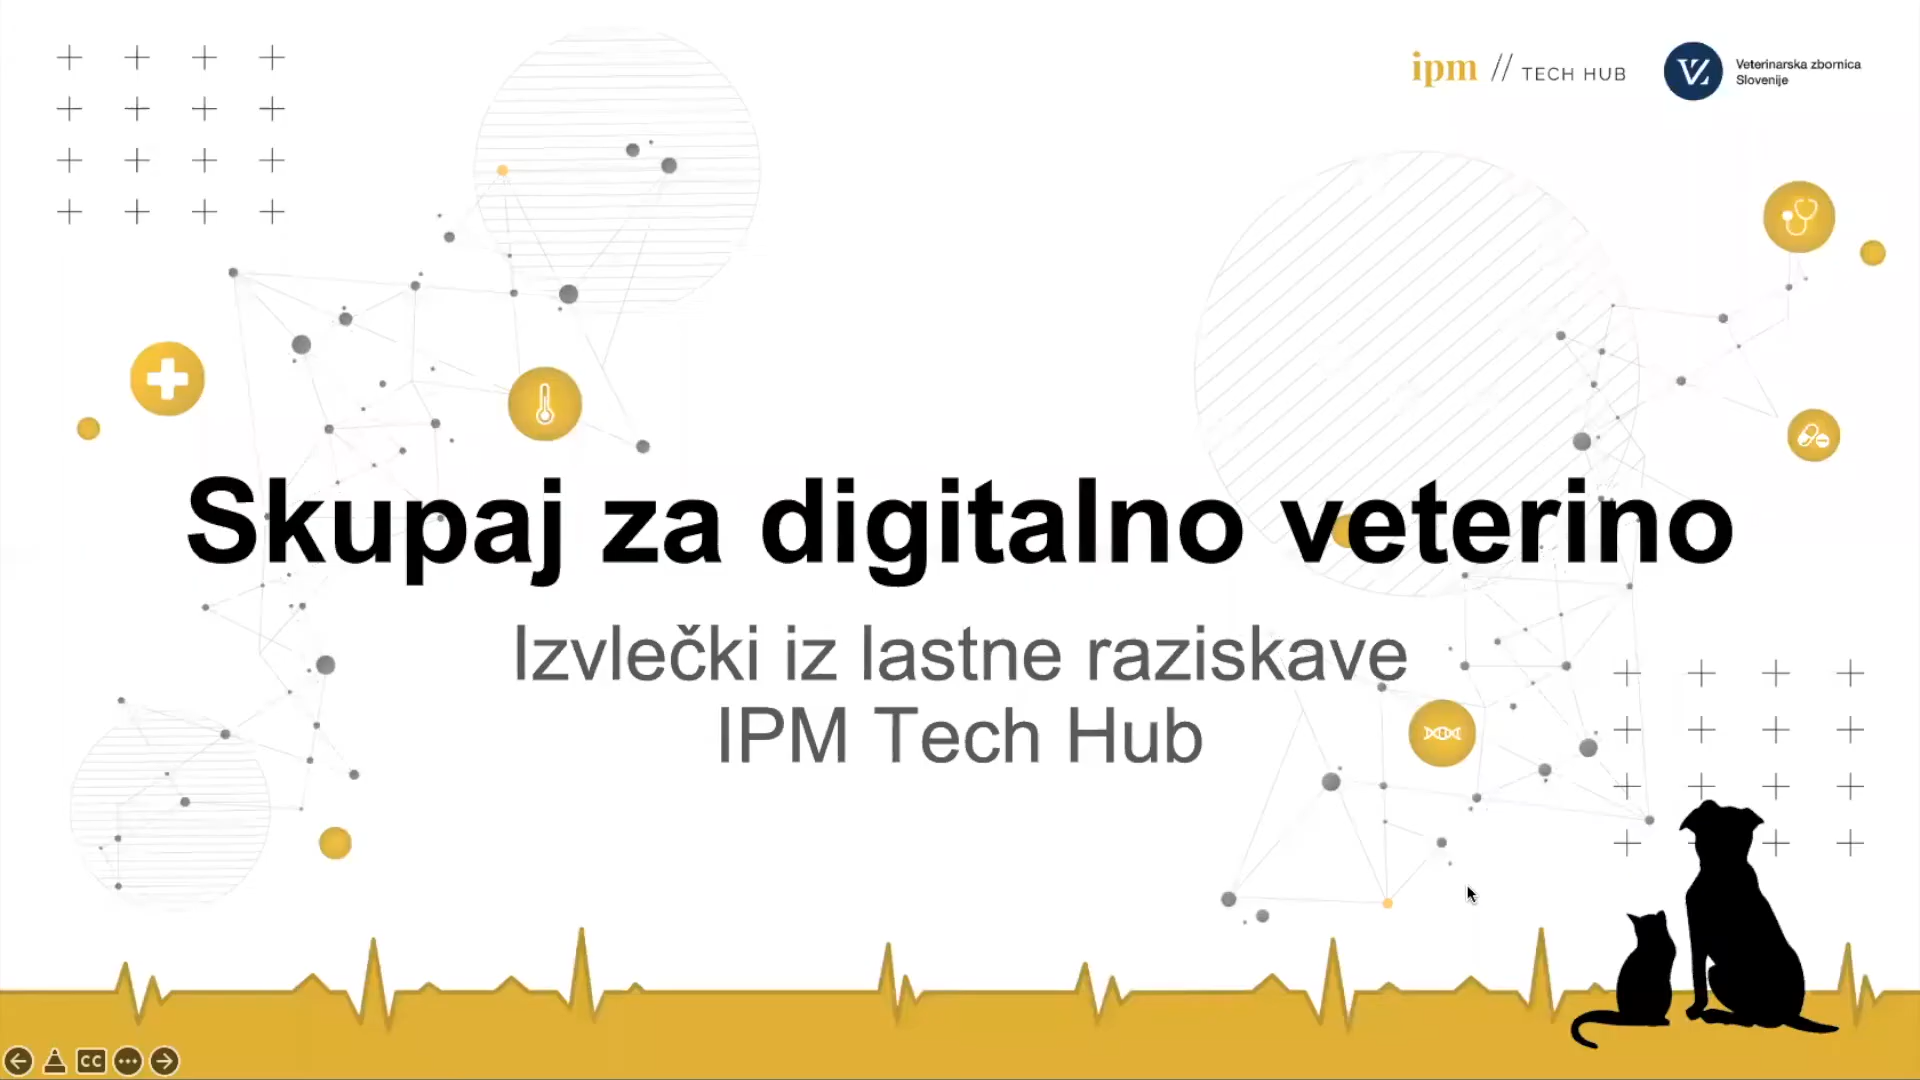 ipm // TECH HUB
Veterinarska zbornica
Slovenije
Skupaj za digitalno veterino
Izvlečki iz lastne raziskave
IPM Tech Hub
CC